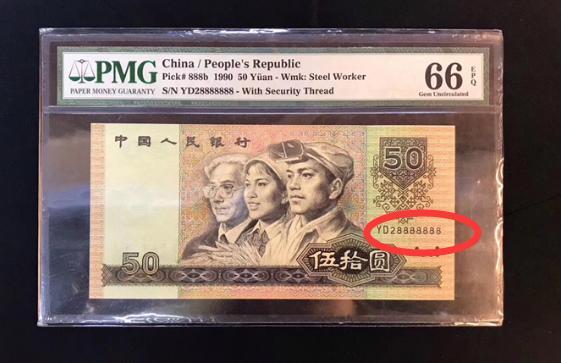 PMG
PAPER MONEY GUARANTY
China / People's Republic
Pick# 888b 1990 50 Yüan - Wmk: Steel Worker
S/N YD28888888 - With Security Thread
66 EPQ
Gem Uncirculated
中国人民银行
50
YD28888888
50
伍拾圆